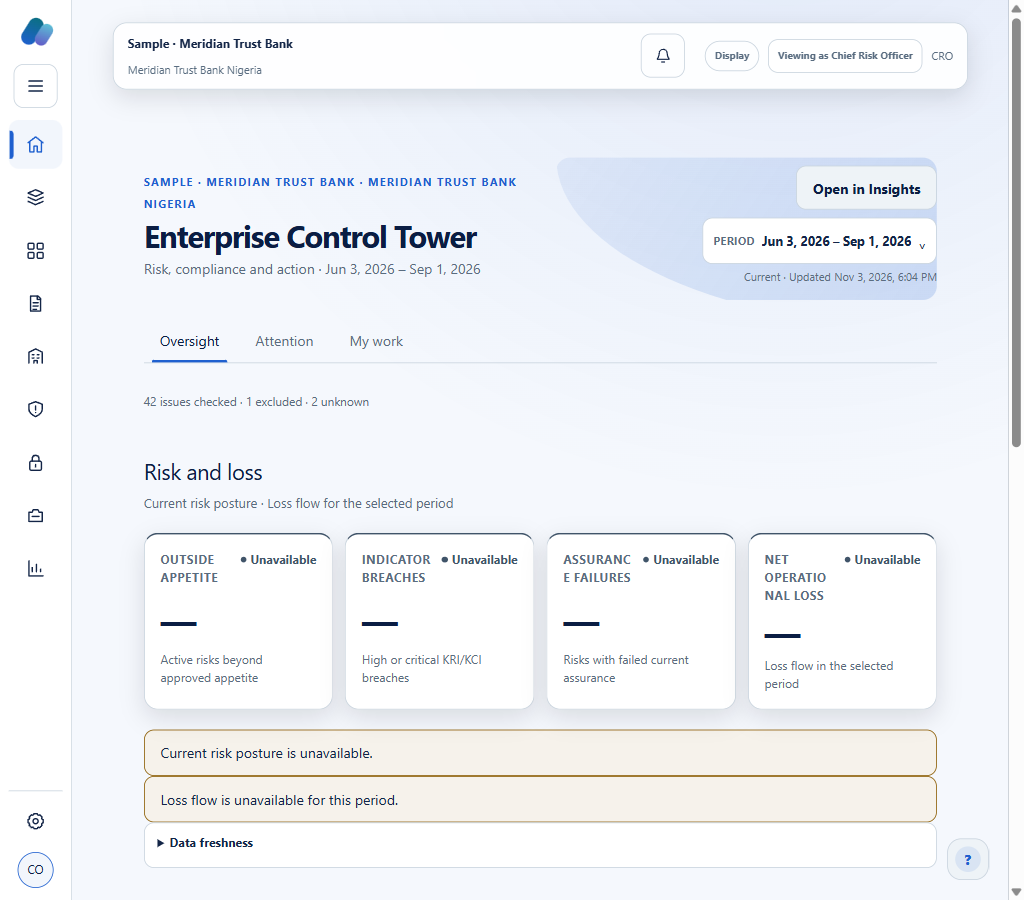 Sample · Meridian Trust Bank
Meridian Trust Bank Nigeria
Display
Viewing as Chief Risk Officer
CRO
SAMPLE · MERIDIAN TRUST BANK · MERIDIAN TRUST BANK
NIGERIA
Enterprise Control Tower
Risk, compliance and action · Jun 3, 2026 – Sep 1, 2026
Open in Insights
PERIOD Jun 3, 2026 – Sep 1, 2026 v
Current · Updated Nov 3, 2026, 6:04 PM
Oversight
Attention
My work
42 issues checked · 1 excluded · 2 unknown
Risk and loss
Current risk posture · Loss flow for the selected period
OUTSIDE
APPETITE
• Unavailable
—
Active risks beyond
approved appetite
INDICATOR
BREACHES
• Unavailable
—
High or critical KRI/KCI
breaches
ASSURANC
E FAILURES
• Unavailable
—
Risks with failed current
assurance
NET
OPERATIO
NAL LOSS
• Unavailable
—
Loss flow in the selected
period
Current risk posture is unavailable.
Loss flow is unavailable for this period.
▶ Data freshness
CO
?